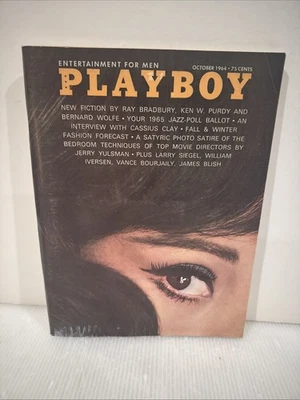 ENTERTAINMENT FOR MEN
OCTOBER 1964 • 75 CENTS
PLAYBOY
NEW FICTION BY RAY BRADBURY, KEN W. PURDY AND
BERNARD WOLFE • YOUR 1965 JAZZ-POLL BALLOT • AN
INTERVIEW WITH CASSIUS CLAY • FALL & WINTER
FASHION FORECAST • A SATYRIC PHOTO SATIRE OF THE
BEDROOM TECHNIQUES OF TOP MOVIE DIRECTORS BY
JERRY YULSMAN • PLUS LARRY SIEGEL, WILLIAM
IVERSEN, VANCE BOURJAILY, JAMES BLISH